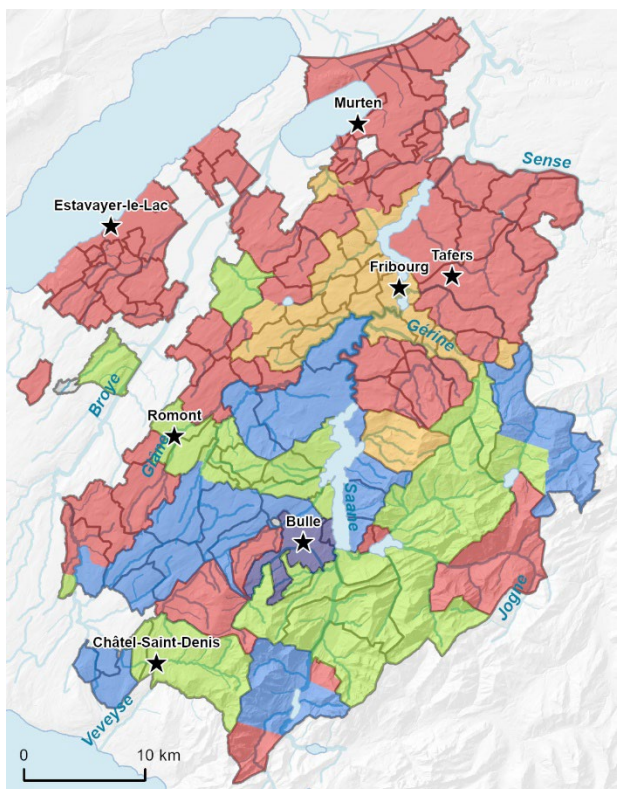 Murten
Sense
Estavayer-le-Lac
Tafers
Fribourg
Gérine
Broye
Romont
Glâne
Saane
Bulle
Jogne
Châtel-Saint-Denis
Veveyse
0 10 km